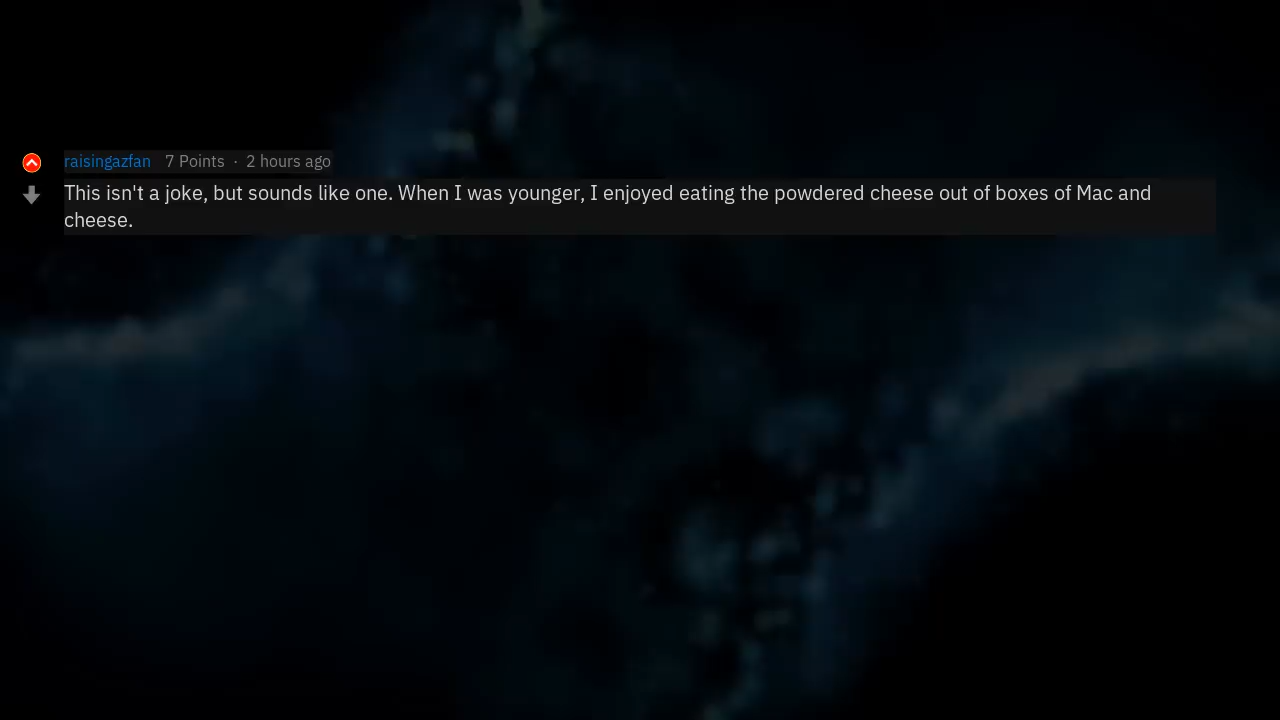 raisingazfan 7 Points · 2 hours ago
This isn't a joke, but sounds like one. When I was younger, I enjoyed eating the powdered cheese out of boxes of Mac and
cheese.